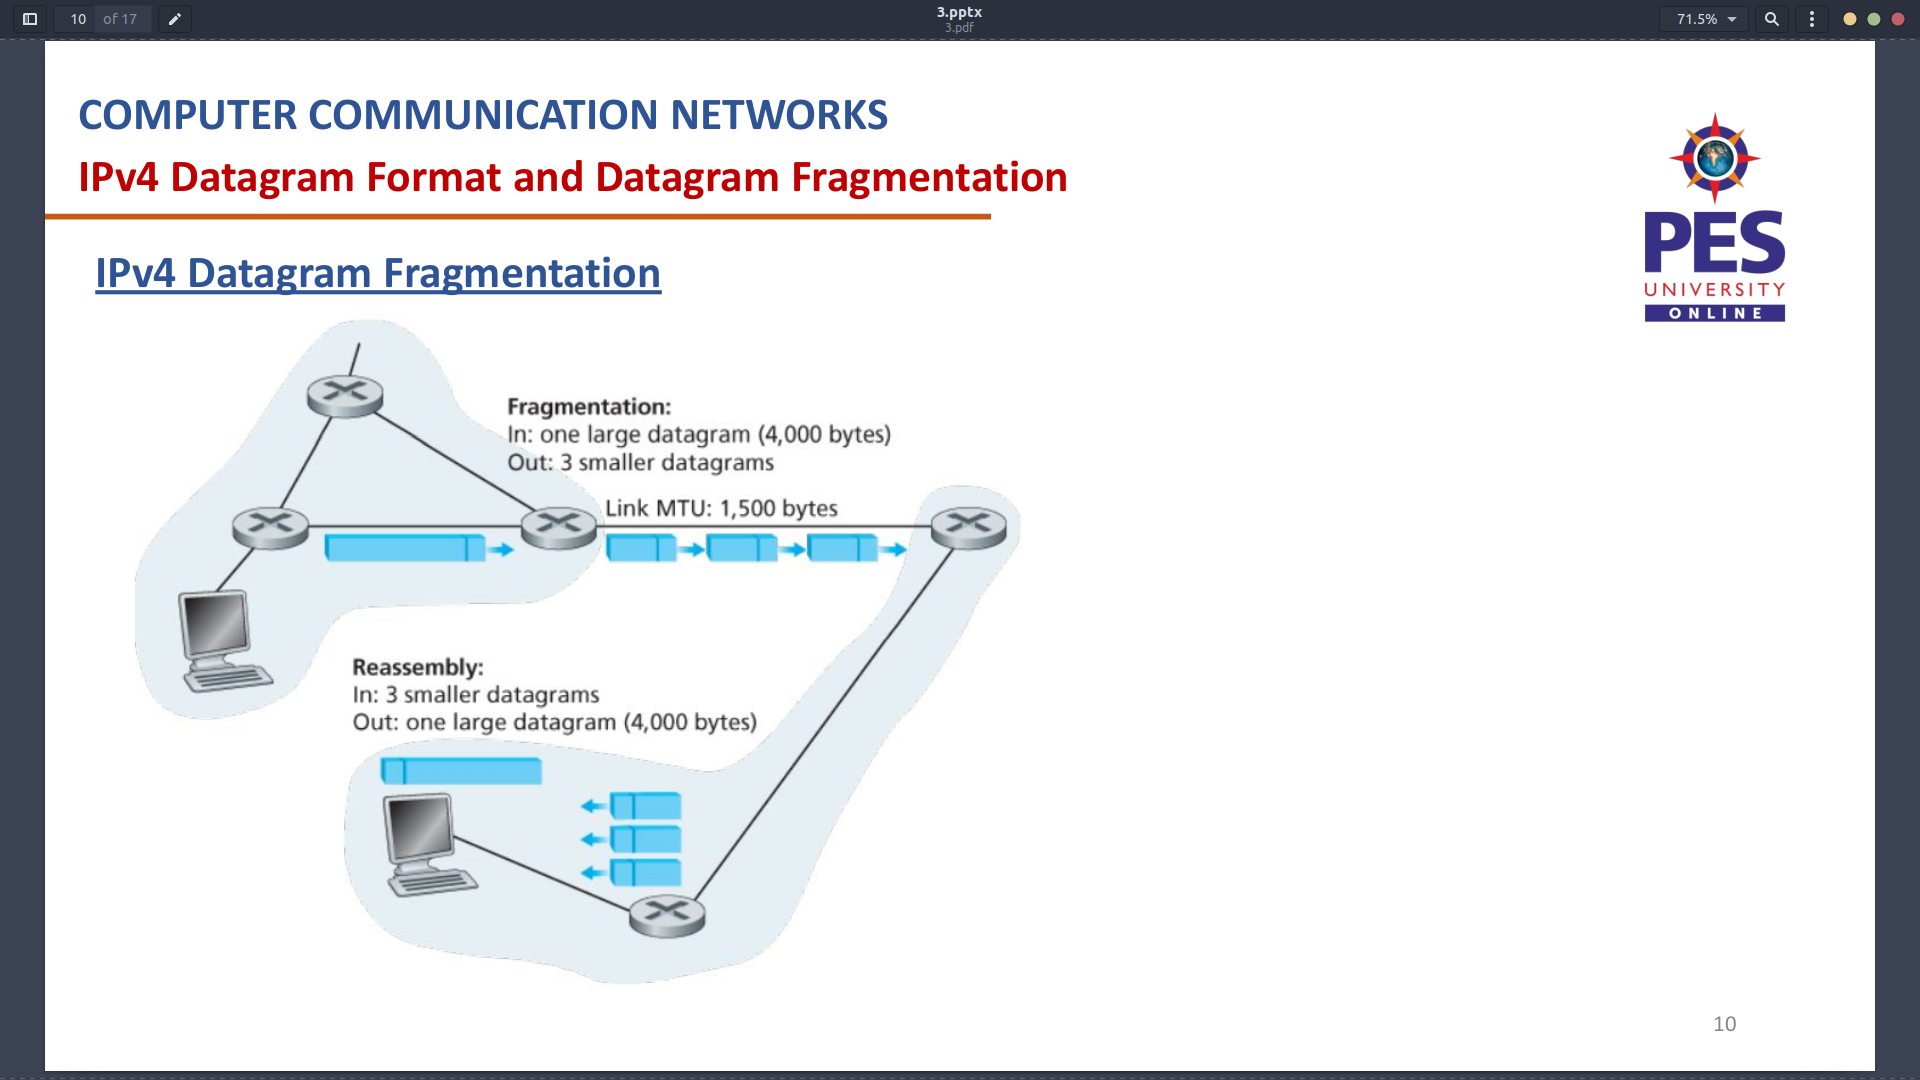 10 of 17
3.pptx
3.pdf
71.5%
COMPUTER COMMUNICATION NETWORKS
IPv4 Datagram Format and Datagram Fragmentation
PES
UNIVERSITY
ONLINE
IPv4 Datagram Fragmentation
Fragmentation:
In: one large datagram (4,000 bytes)
Out: 3 smaller datagrams
Link MTU: 1,500 bytes
Reassembly:
In: 3 smaller datagrams
Out: one large datagram (4,000 bytes)
10